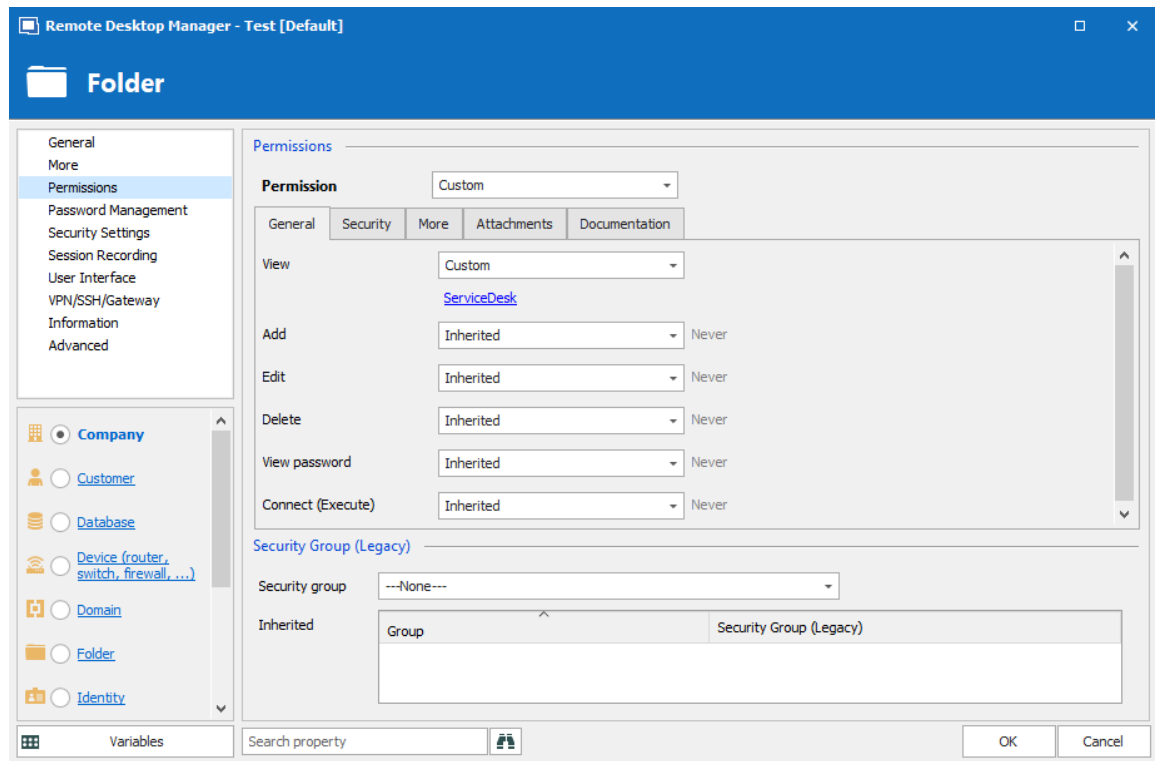 Remote Desktop Manager - Test [Default]
Folder
General
More
Permissions
Password Management
Security Settings
Session Recording
User Interface
VPN/SSH/Gateway
Information
Advanced
Company
Customer
Database
Device (router,
switch, firewall, ...)
Domain
Folder
Identity
Variables
Permissions
Permission Custom
General Security More Attachments Documentation
View Custom
ServiceDesk
Add Inherited Never
Edit Inherited Never
Delete Inherited Never
View password Inherited Never
Connect (Execute) Inherited Never
Security Group (Legacy)
Security group ---None---
Inherited Group Security Group (Legacy)
Search property
OK Cancel